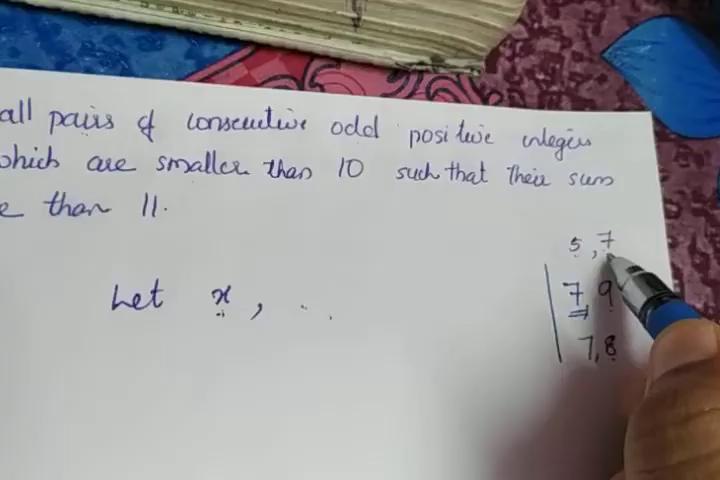 all pairs of consecutive odd positive integers
which are smaller than 10 such that their sum
e than 11.
5, 7
Let x, ..
7, 9
7, 8